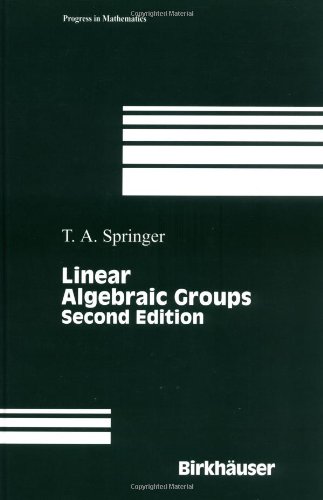 Progress in Mathematics
T. A. Springer
Linear
Algebraic Groups
Second Edition
Birkhäuser